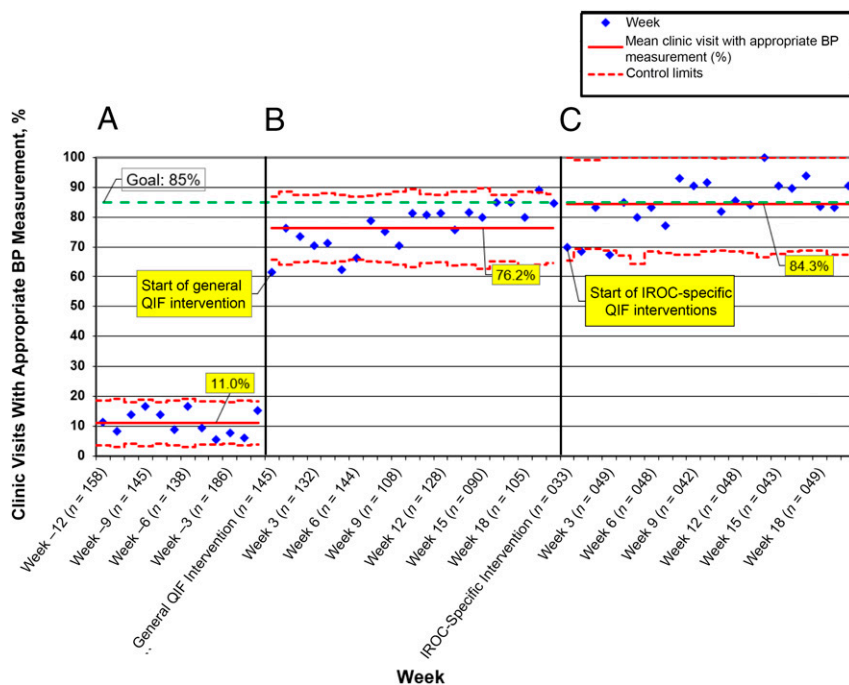 Week
Mean clinic visit with appropriate BP
measurement (%)
Control limits
A
B
C
Clinic Visits With Appropriate BP Measurement, %
100
90
80
70
60
50
40
30
20
10
0
Goal: 85%
Start of general
QIF intervention
76.2%
Start of IROC-specific
QIF interventions
84.3%
11.0%
Week –12 (n = 158)
Week –9 (n = 145)
Week –6 (n = 138)
Week –3 (n = 186)
General QIF Intervention (n = 145)
Week 3 (n = 132)
Week 6 (n = 144)
Week 9 (n = 108)
Week 12 (n = 128)
Week 15 (n = 090)
Week 18 (n = 105)
IROC-Specific Intervention (n = 033)
Week 3 (n = 049)
Week 6 (n = 048)
Week 9 (n = 042)
Week 12 (n = 048)
Week 15 (n = 043)
Week 18 (n = 049)
Week